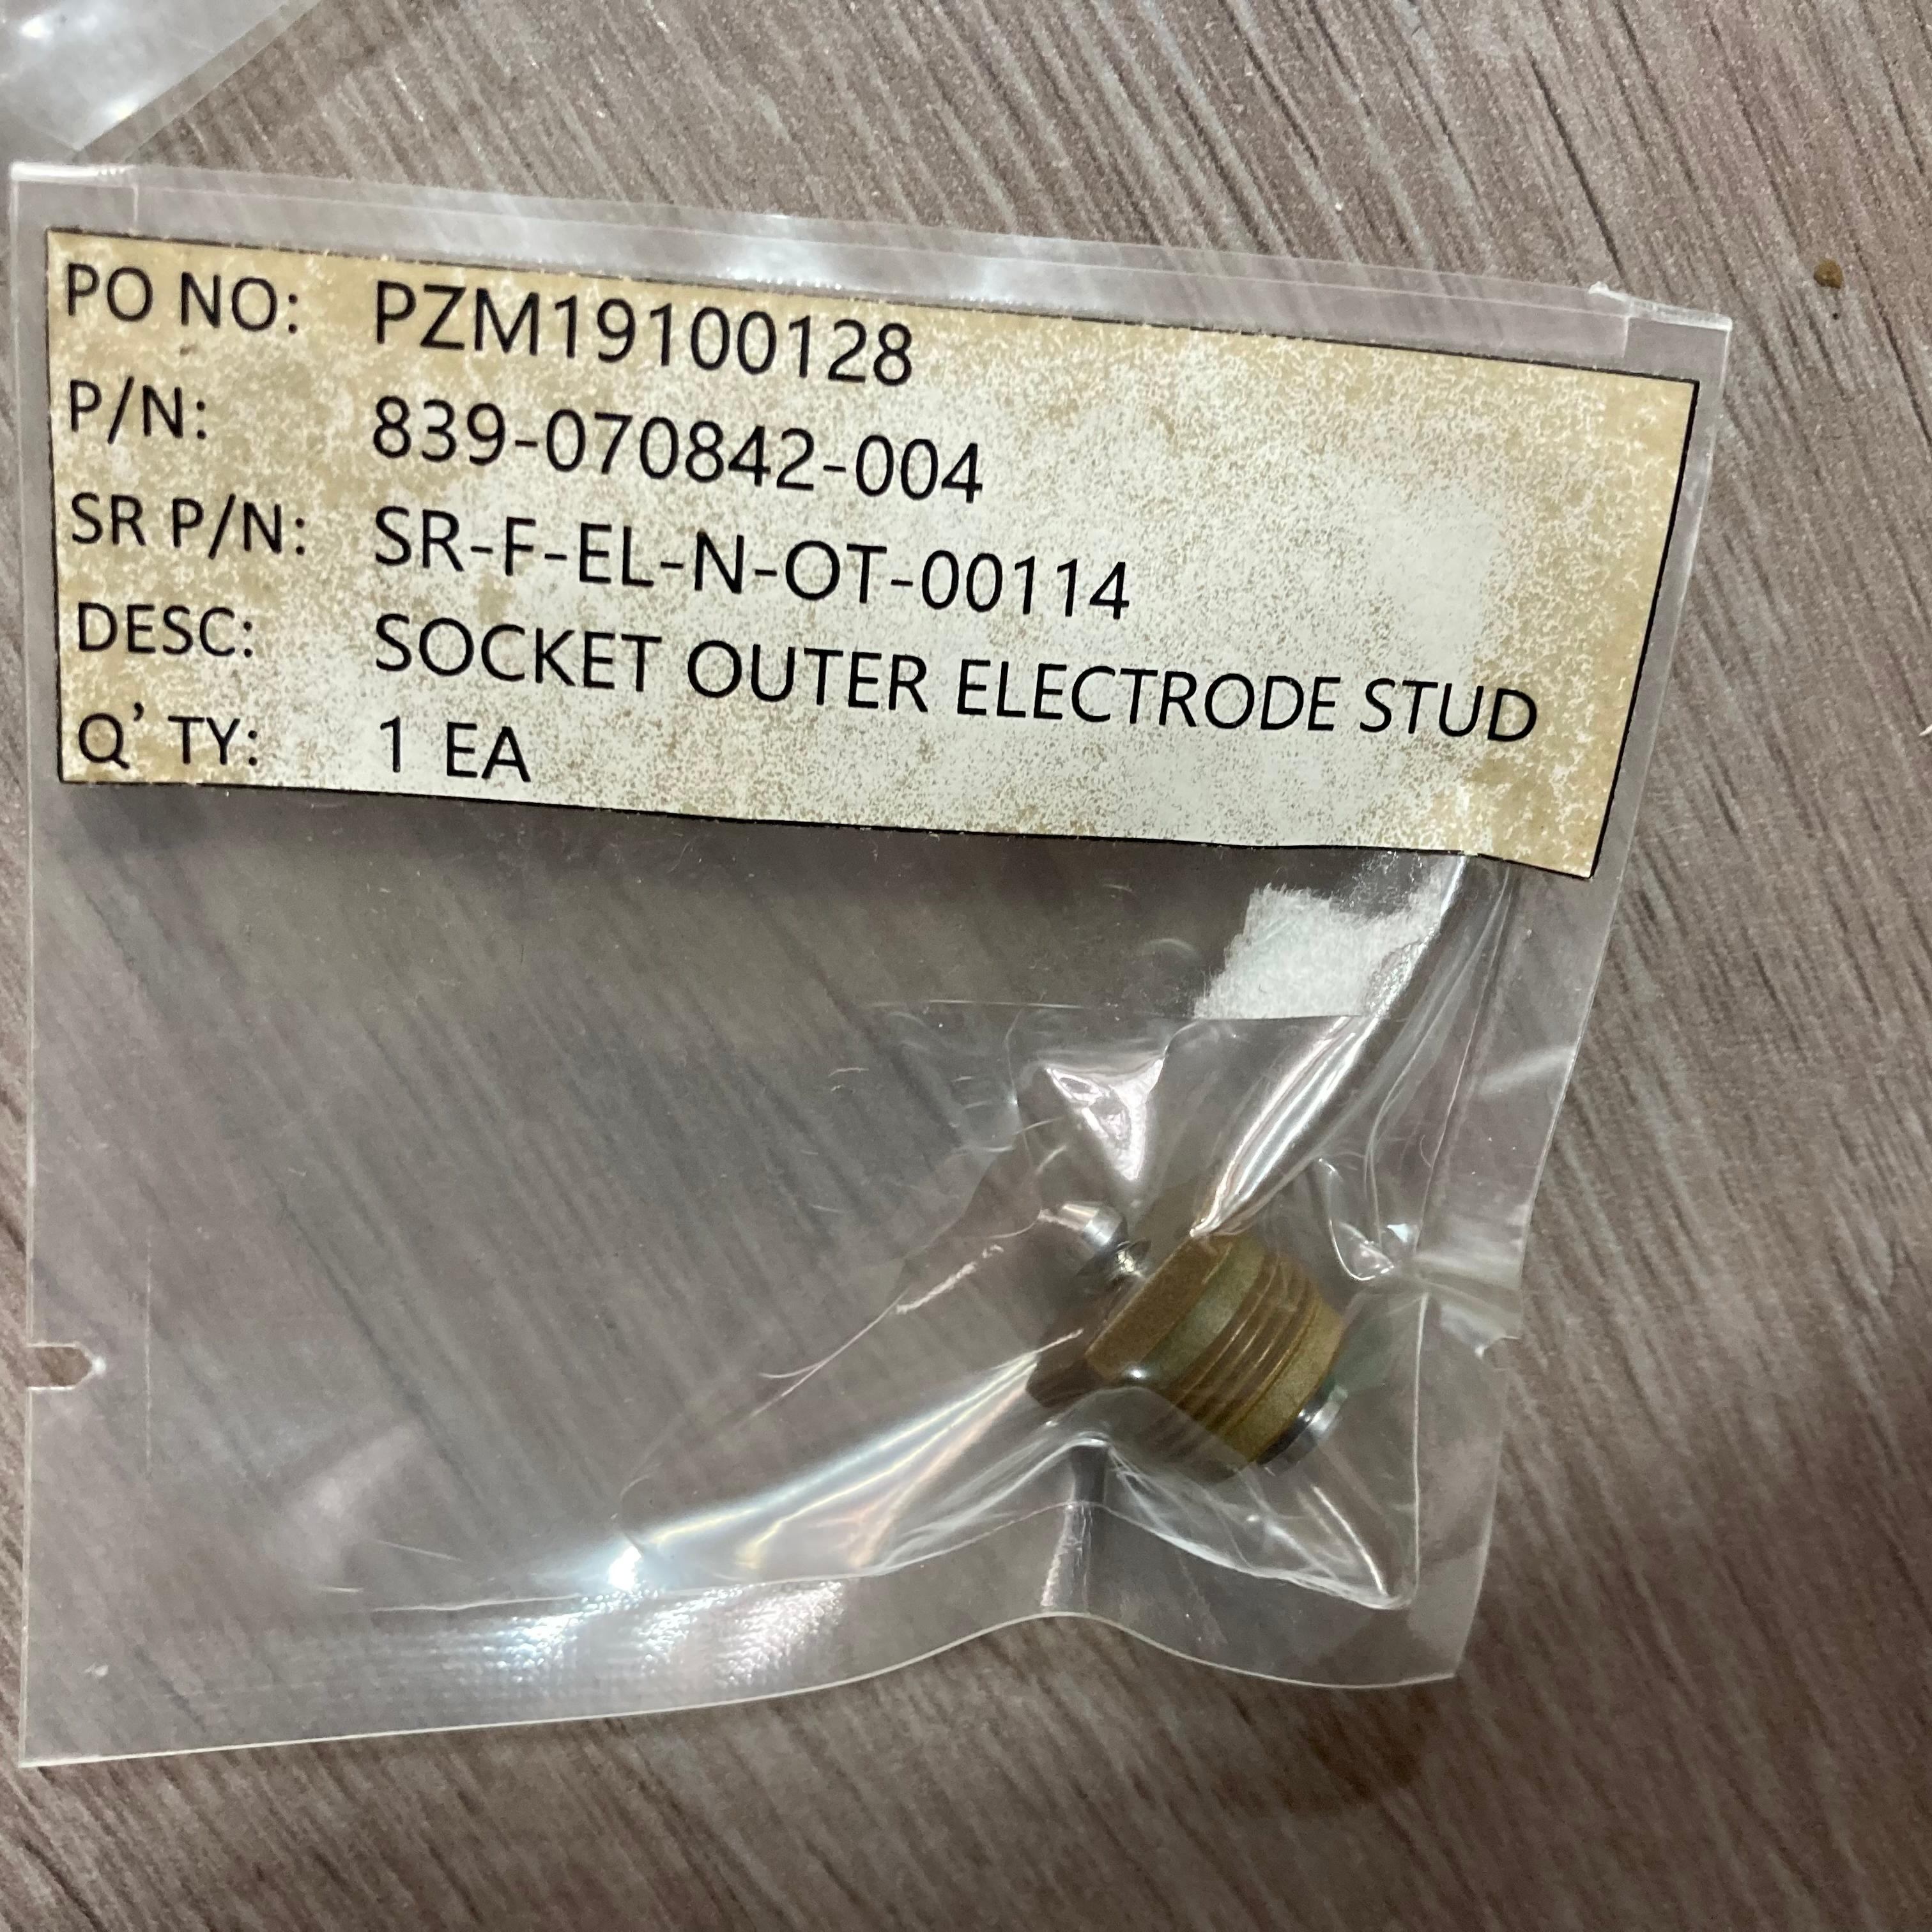 PO NO: PZM19100128
P/N: 839-070842-004
SR P/N: SR-F-EL-N-OT-00114
DESC: SOCKET OUTER ELECTRODE STUD
Q'TY: 1 EA